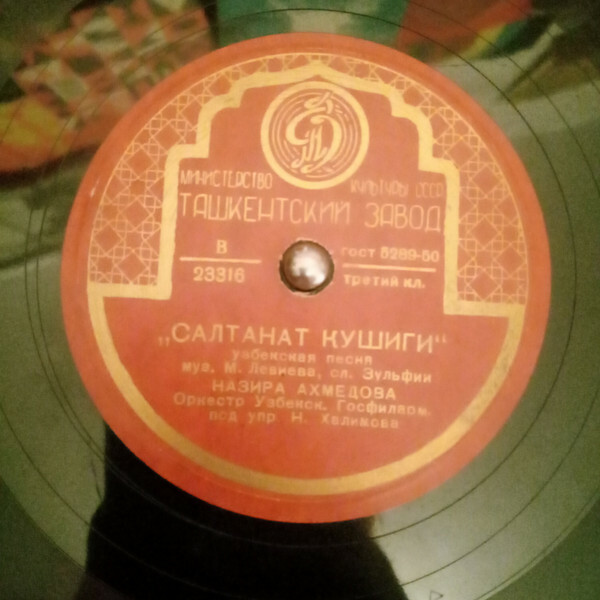 МИНИСТЕРСТВО КУЛЬТУРЫ СССР
ТАШКЕНТСКИЙ ЗАВОД
В
23316
ГОСТ 5289-50
третий кл.
„САЛТАНАТ КУШИГИ“
узбекская песня
муз. М. Левиева, сл. Зульфии
НАЗИРА АХМЕДОВА
Оркестр Узбекск. Госфиларм.
под упр. Н. Халикова